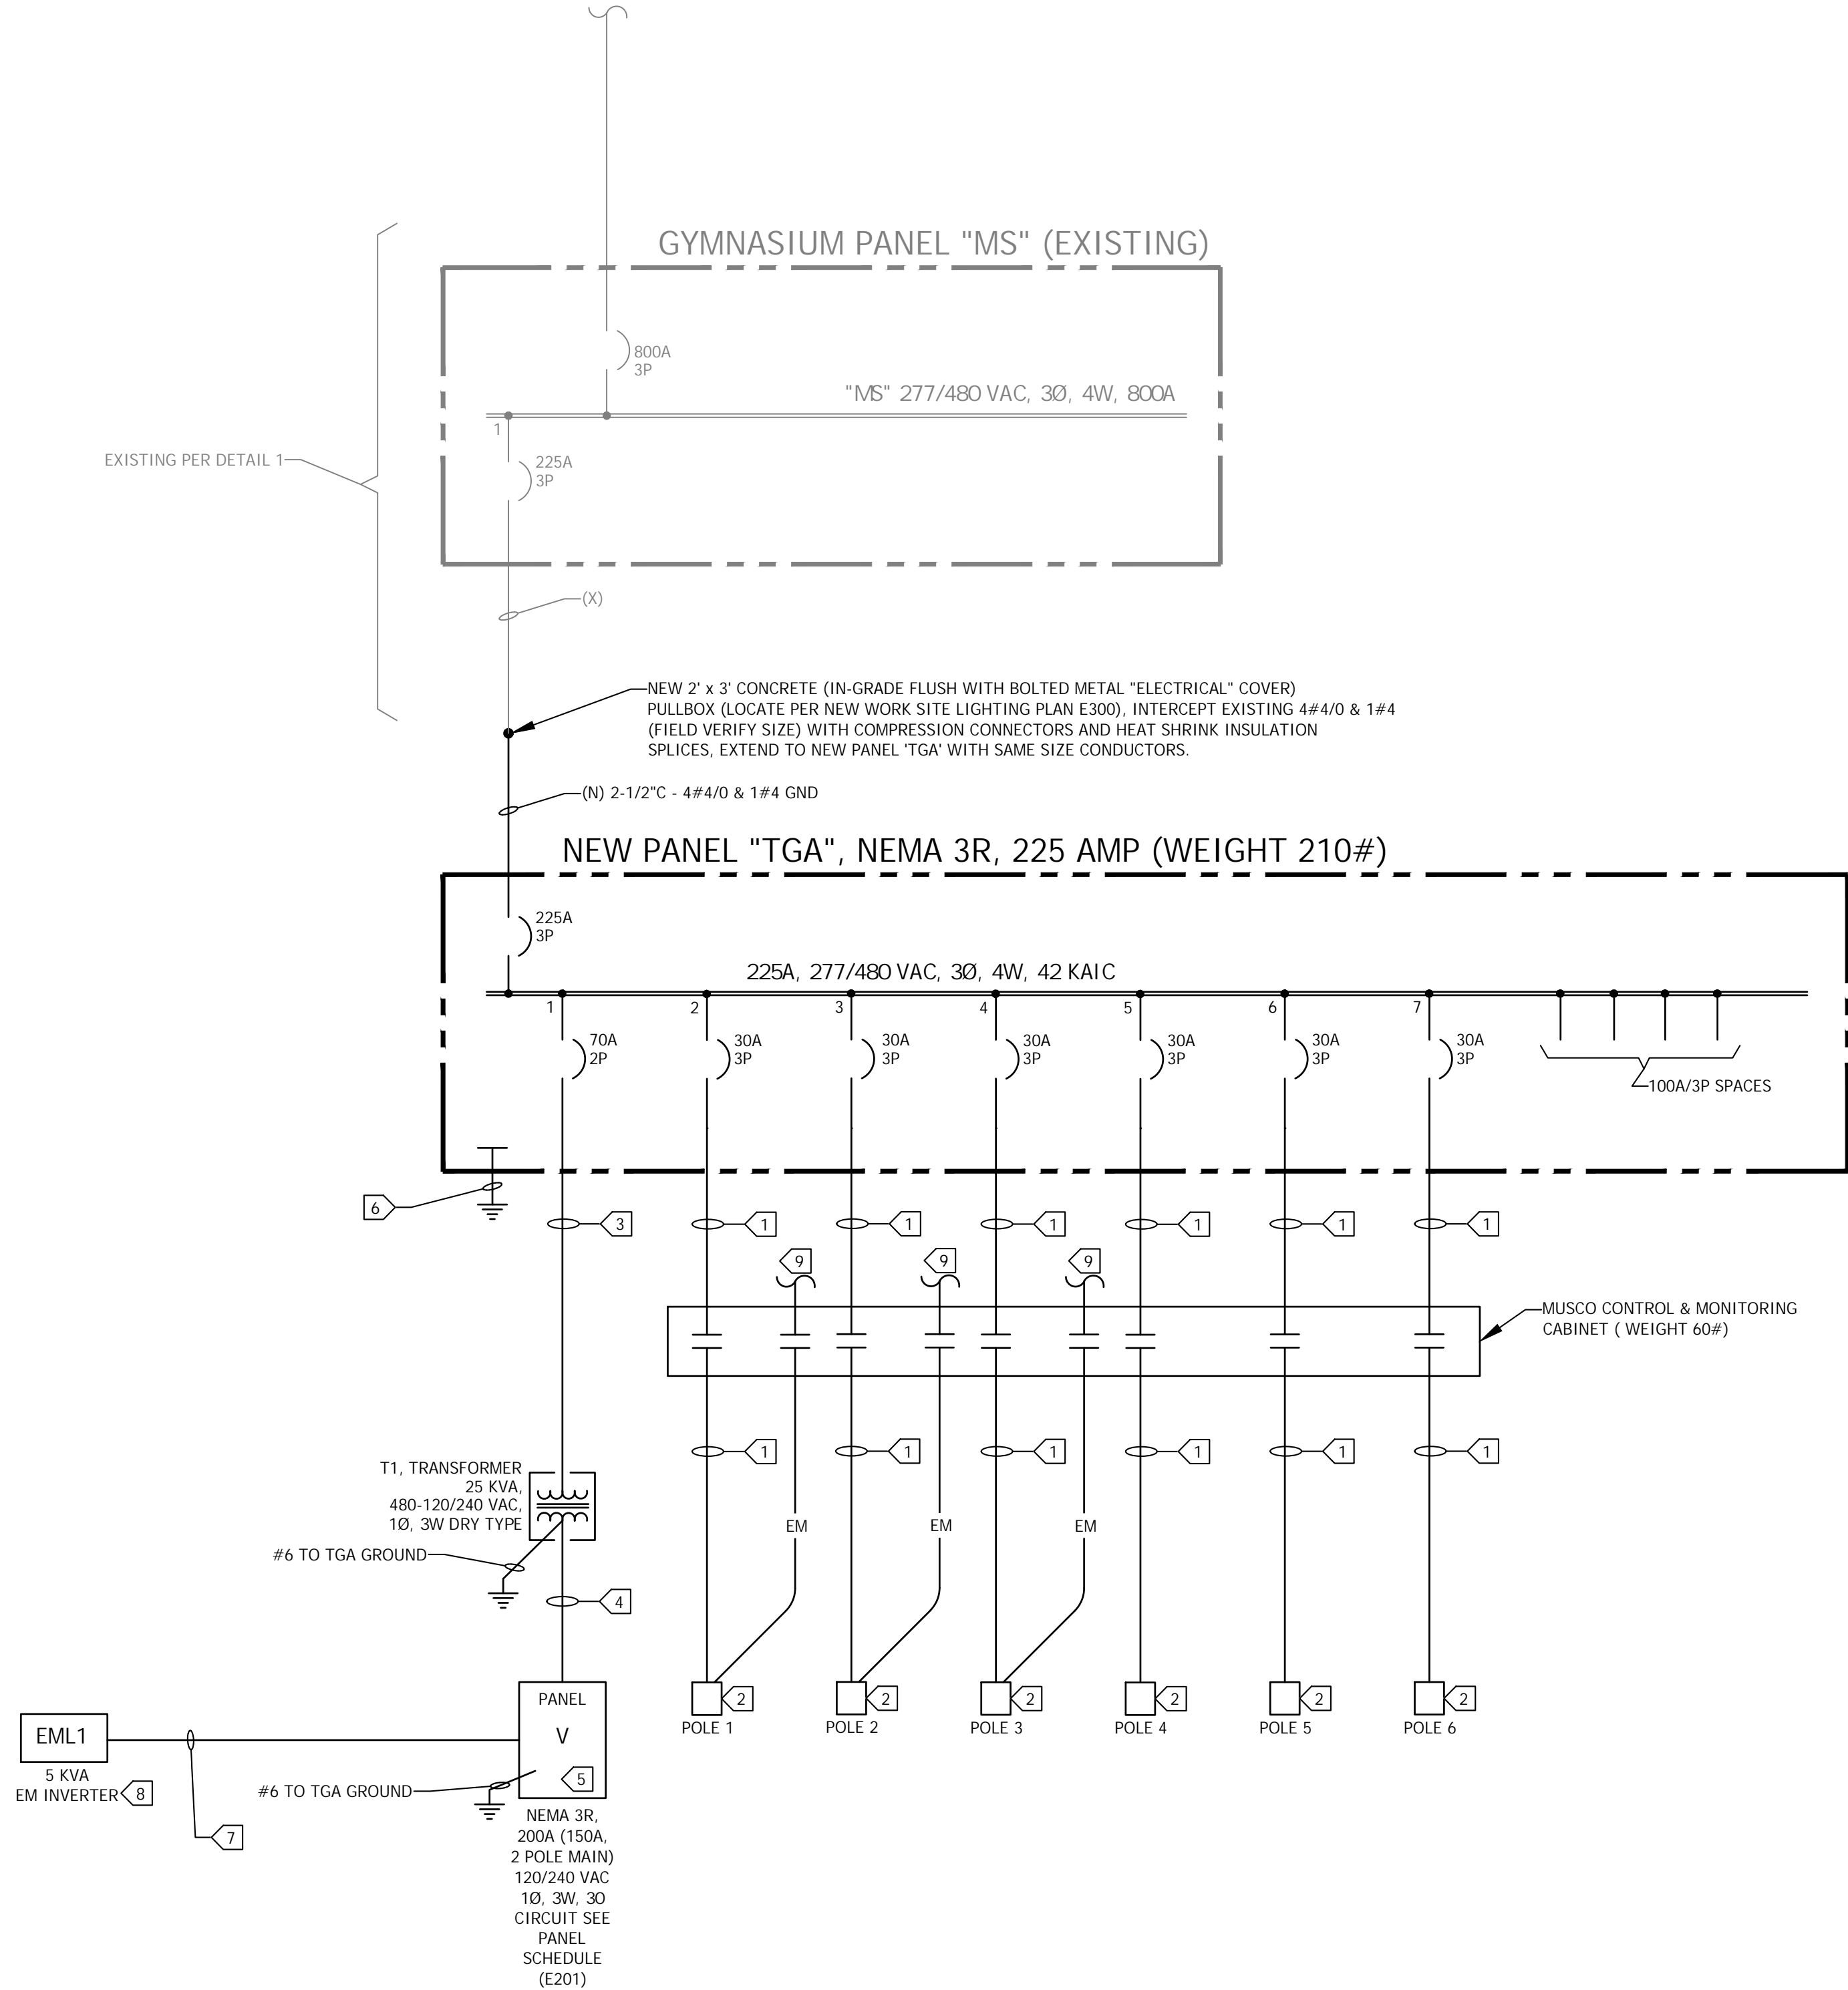 GYMNASIUM PANEL "MS" (EXISTING)
800A
3P
"MS" 277/480 VAC, 3Ø, 4W, 800A
1
225A
3P
EXISTING PER DETAIL 1
(X)
NEW 2' x 3' CONCRETE (IN-GRADE FLUSH WITH BOLTED METAL "ELECTRICAL" COVER)
PULLBOX (LOCATE PER NEW WORK SITE LIGHTING PLAN E300), INTERCEPT EXISTING 4#4/0 & 1#4
(FIELD VERIFY SIZE) WITH COMPRESSION CONNECTORS AND HEAT SHRINK INSULATION
SPLICES, EXTEND TO NEW PANEL 'TGA' WITH SAME SIZE CONDUCTORS.
(N) 2-1/2"C - 4#4/0 & 1#4 GND
NEW PANEL "TGA", NEMA 3R, 225 AMP (WEIGHT 210#)
225A
3P
225A, 277/480 VAC, 3Ø, 4W, 42 KAIC
1
2
3
4
5
6
7
70A
2P
30A
3P
30A
3P
30A
3P
30A
3P
30A
3P
30A
3P
100A/3P SPACES
6
3
1
1
1
1
1
1
9
9
9
MUSCO CONTROL & MONITORING
CABINET ( WEIGHT 60#)
1
1
1
1
1
1
T1, TRANSFORMER
25 KVA,
480-120/240 VAC,
1Ø, 3W DRY TYPE
EM
EM
EM
#6 TO TGA GROUND
4
PANEL
V
5
2
2
2
2
2
2
POLE 1
POLE 2
POLE 3
POLE 4
POLE 5
POLE 6
EML1
5 KVA
EM INVERTER
8
#6 TO TGA GROUND
7
NEMA 3R,
200A (150A,
2 POLE MAIN)
120/240 VAC
1Ø, 3W, 30
CIRCUIT SEE
PANEL
SCHEDULE
(E201)